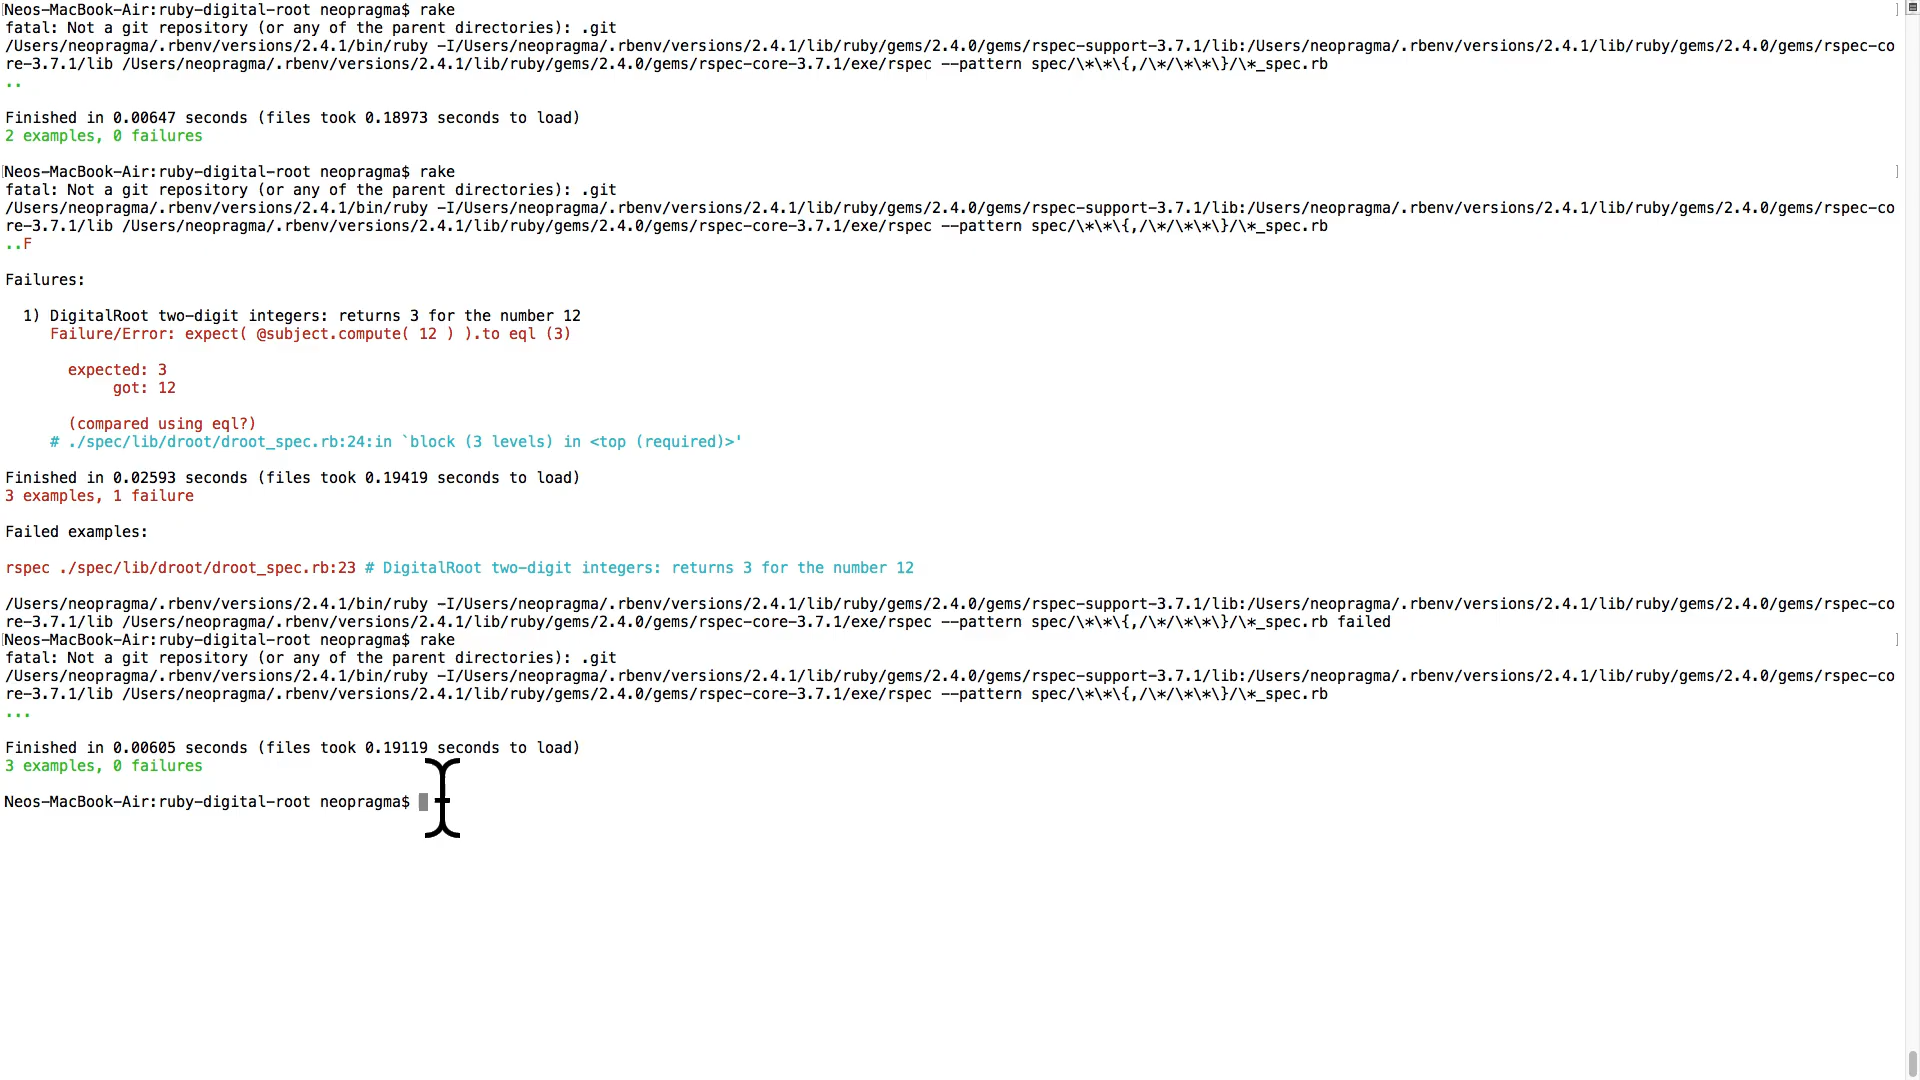 Neos-MacBook-Air:ruby-digital-root neopragma$ rake
fatal: Not a git repository (or any of the parent directories): .git
/Users/neopragma/.rbenv/versions/2.4.1/bin/ruby -I/Users/neopragma/.rbenv/versions/2.4.1/lib/ruby/gems/2.4.0/gems/rspec-support-3.7.1/lib:/Users/neopragma/.rbenv/versions/2.4.1/lib/ruby/gems/2.4.0/gems/rspec-co
re-3.7.1/lib /Users/neopragma/.rbenv/versions/2.4.1/lib/ruby/gems/2.4.0/gems/rspec-core-3.7.1/exe/rspec --pattern spec/\*\*\{,/\*/\*\*\}/\*_spec.rb
..
Finished in 0.00647 seconds (files took 0.18973 seconds to load)
2 examples, 0 failures
Neos-MacBook-Air:ruby-digital-root neopragma$ rake
fatal: Not a git repository (or any of the parent directories): .git
/Users/neopragma/.rbenv/versions/2.4.1/bin/ruby -I/Users/neopragma/.rbenv/versions/2.4.1/lib/ruby/gems/2.4.0/gems/rspec-support-3.7.1/lib:/Users/neopragma/.rbenv/versions/2.4.1/lib/ruby/gems/2.4.0/gems/rspec-co
re-3.7.1/lib /Users/neopragma/.rbenv/versions/2.4.1/lib/ruby/gems/2.4.0/gems/rspec-core-3.7.1/exe/rspec --pattern spec/\*\*\{,/\*/\*\*\}/\*_spec.rb
..F
Failures:
1) DigitalRoot two-digit integers: returns 3 for the number 12
Failure/Error: expect( @subject.compute( 12 ) ).to eql (3)
expected: 3
got: 12
(compared using eql?)
# ./spec/lib/droot/droot_spec.rb:24:in `block (3 levels) in <top (required)>'
Finished in 0.02593 seconds (files took 0.19419 seconds to load)
3 examples, 1 failure
Failed examples:
rspec ./spec/lib/droot/droot_spec.rb:23 # DigitalRoot two-digit integers: returns 3 for the number 12
/Users/neopragma/.rbenv/versions/2.4.1/bin/ruby -I/Users/neopragma/.rbenv/versions/2.4.1/lib/ruby/gems/2.4.0/gems/rspec-support-3.7.1/lib:/Users/neopragma/.rbenv/versions/2.4.1/lib/ruby/gems/2.4.0/gems/rspec-co
re-3.7.1/lib /Users/neopragma/.rbenv/versions/2.4.1/lib/ruby/gems/2.4.0/gems/rspec-core-3.7.1/exe/rspec --pattern spec/\*\*\{,/\*/\*\*\}/\*_spec.rb failed
Neos-MacBook-Air:ruby-digital-root neopragma$ rake
fatal: Not a git repository (or any of the parent directories): .git
/Users/neopragma/.rbenv/versions/2.4.1/bin/ruby -I/Users/neopragma/.rbenv/versions/2.4.1/lib/ruby/gems/2.4.0/gems/rspec-support-3.7.1/lib:/Users/neopragma/.rbenv/versions/2.4.1/lib/ruby/gems/2.4.0/gems/rspec-co
re-3.7.1/lib /Users/neopragma/.rbenv/versions/2.4.1/lib/ruby/gems/2.4.0/gems/rspec-core-3.7.1/exe/rspec --pattern spec/\*\*\{,/\*/\*\*\}/\*_spec.rb
...
Finished in 0.00605 seconds (files took 0.19119 seconds to load)
3 examples, 0 failures
Neos-MacBook-Air:ruby-digital-root neopragma$